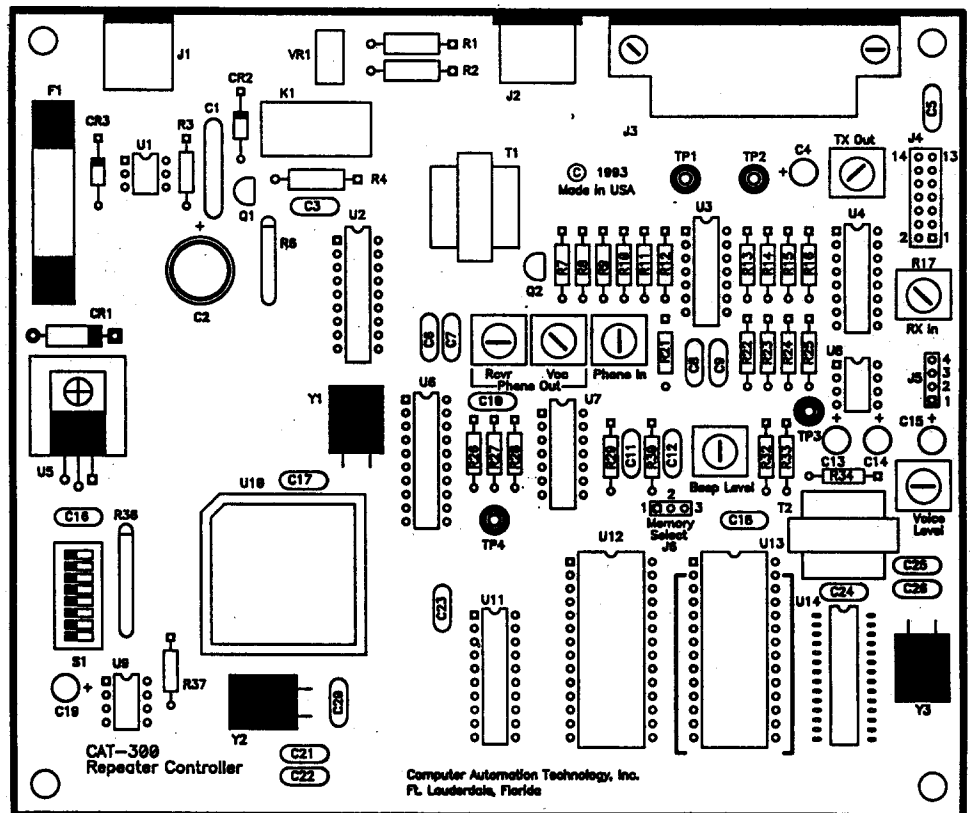 J1
VR1
R1
R2
J2
J3
F1
CR2
K1
C1
C5
CR3
U1
R3
T1
© 1993
Made in USA
TP1
TP2
C4
TX Out
J4
14
13
2
1
+
R4
Q1
C3
U2
R6
+
C2
Q2
R7
R8
R9
R10
R11
R12
U3
R13
R14
R15
R16
U4
R17
RX In
CR1
C6
C7
Rcvr
Vce
Phone Out
Phone In
R21
C8
C9
R22
R23
R24
R25
U8
J5
4
3
2
1
U5
Y1
U6
C10
U7
R26
R27
R28
R29
C11
R30
C12
Beep Level
R32
R33
TP3
+
C13
+
C14
C15
+
R34
T2
Voice
Level
C16
R36
U10
C17
TP4
1
2
3
Memory
Select
J6
C18
U12
U13
C25
C26
C24
U14
C23
U11
S1
U9
C19
+
R37
Y2
C20
C21
C22
Y3
CAT-300
Repeater Controller
Computer Automation Technology, Inc.
Ft. Lauderdale, Florida